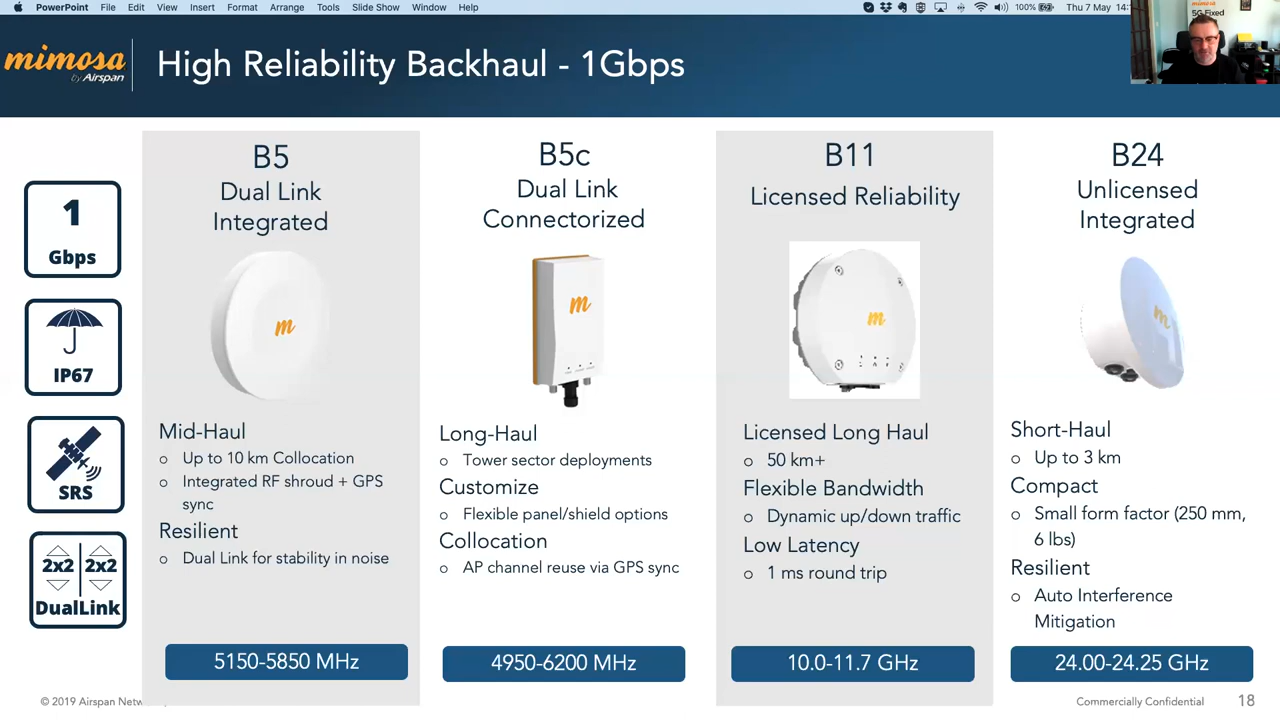 PowerPoint File Edit View Insert Format Arrange Tools Slide Show Window Help 100% Thu 7 May 14:
mimosa
by Airspan
High Reliability Backhaul - 1Gbps
1
Gbps
IP67
SRS
2x2 2x2
DualLink
B5
Dual Link
Integrated
m
Mid-Haul
o Up to 10 km Collocation
o Integrated RF shroud + GPS
sync
Resilient
o Dual Link for stability in noise
5150-5850 MHz
B5c
Dual Link
Connectorized
m
Long-Haul
o Tower sector deployments
Customize
o Flexible panel/shield options
Collocation
o AP channel reuse via GPS sync
4950-6200 MHz
B11
Licensed Reliability
m
Licensed Long Haul
o 50 km+
Flexible Bandwidth
o Dynamic up/down traffic
Low Latency
o 1 ms round trip
10.0-11.7 GHz
B24
Unlicensed
Integrated
m
Short-Haul
o Up to 3 km
Compact
o Small form factor (250 mm,
6 lbs)
Resilient
o Auto Interference
Mitigation
24.00-24.25 GHz
© 2019 Airspan Netw
Commercially Confidential 18
mimosa
5G Fixed